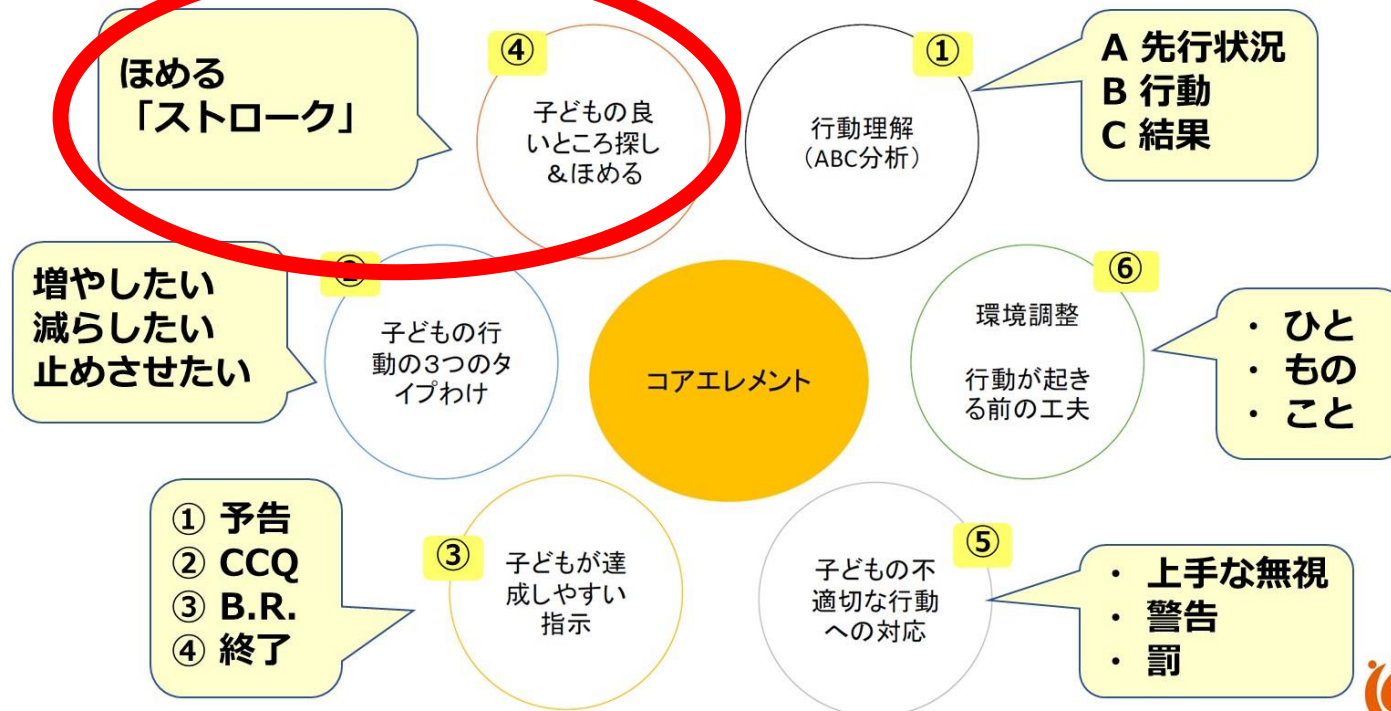 ほめる
「ストローク」
④
子どもの良
いところ探し
＆ほめる
①
行動理解
（ABC分析）
A 先行状況
B 行動
C 結果
増やしたい
減らしたい
止めさせたい
②
子どもの行
動の3つのタ
イプわけ
コアエレメント
⑥
環境調整
行動が起き
る前の工夫
・ ひと
・ もの
・ こと
① 予告
② CCQ
③ B.R.
④ 終了
③
子どもが達
成しやすい
指示
⑤
子どもの不
適切な行動
への対応
・ 上手な無視
・ 警告
・ 罰